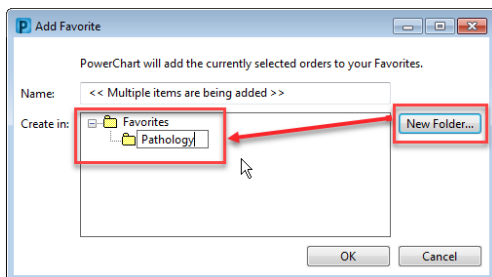 P Add Favorite
PowerChart will add the currently selected orders to your Favorites.
Name: << Multiple items are being added >>
Create in: Favorites New Folder...
Pathology
OK Cancel